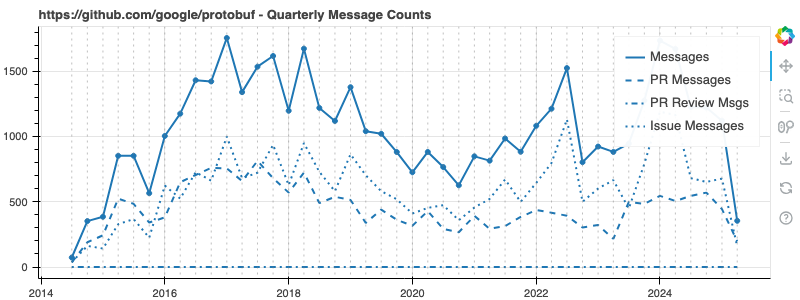 https://github.com/google/protobuf - Quarterly Message Counts
Messages
PR Messages
PR Review Msgs
Issue Messages
1500
1000
500
0
2014
2016
2018
2020
2022
2024